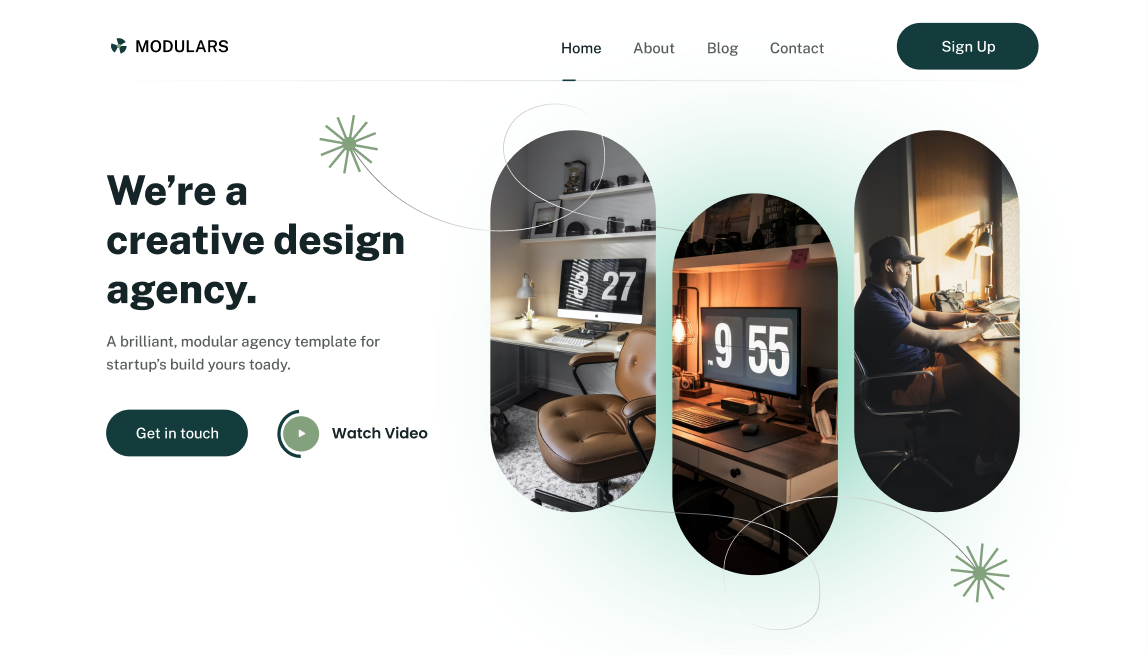 MODULARS
Home
About
Blog
Contact
Sign Up
We’re a
creative design
agency.
A brilliant, modular agency template for
startup’s build yours toady.
Get in touch
Watch Video
3 27
9 55